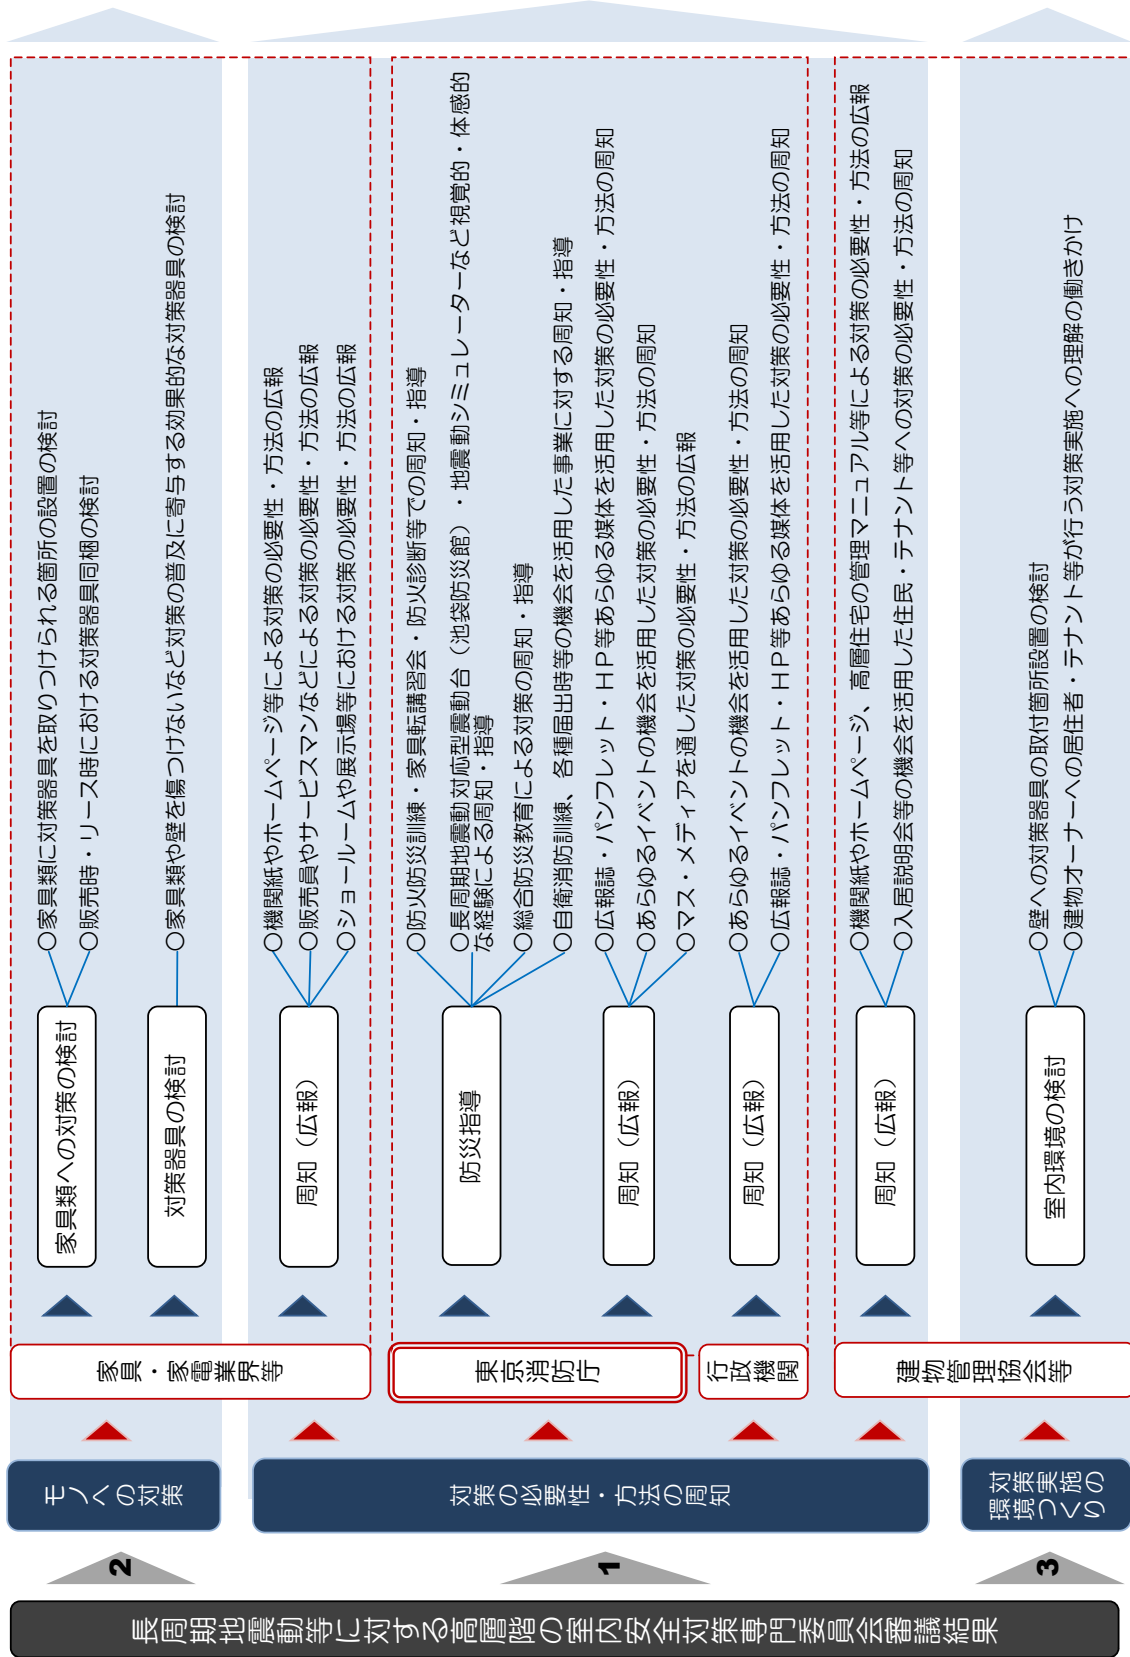 長周期地震動等に対する高層階の室内安全対策専門委員会審議結果
2
モノへの対策
家具・家電業界等
家具類への対策の検討
○家具類に対策器具を取りつけられる箇所の設置の検討
○販売時・リース時における対策器具同梱の検討
対策器具の検討
○家具類や壁を傷つけないなど対策の普及に寄与する効果的な対策器具の検討
1
対策の必要性・方法の周知
周知（広報）
○機関紙やホームページ等による対策の必要性・方法の広報
○販売員やサービスマンなどによる対策の必要性・方法の広報
○ショールームや展示場等における対策の必要性・方法の広報
東京消防庁
防災指導
○防火防災訓練・家具転講習会・防火診断等での周知・指導
○長周期地震動対応型震動台（池袋防災館）・地震動シミュレーターなど視覚的・体感的
な経験による周知・指導
○総合防災教育による対策の周知・指導
○自衛消防訓練、各種届出時等の機会を活用した事業に対する周知・指導
周知（広報）
○広報誌・パンフレット・ＨＰ等あらゆる媒体を活用した対策の必要性・方法の周知
○あらゆるイベントの機会を活用した対策の必要性・方法の周知
○マス・メディアを通した対策の必要性・方法の広報
行政機関
周知（広報）
○あらゆるイベントの機会を活用した対策の必要性・方法の周知
○広報誌・パンフレット・ＨＰ等あらゆる媒体を活用した対策の必要性・方法の周知
建物管理協会等
周知（広報）
○機関紙やホームページ、高層住宅の管理マニュアル等による対策の必要性・方法の広報
○入居説明会等の機会を活用した住民・テナント等への対策の必要性・方法の周知
3
対策実施の
環境づくり
室内環境の検討
○壁への対策器具の取付箇所設置の検討
○建物オーナーへの居住者・テナント等が行う対策実施への理解の働きかけ